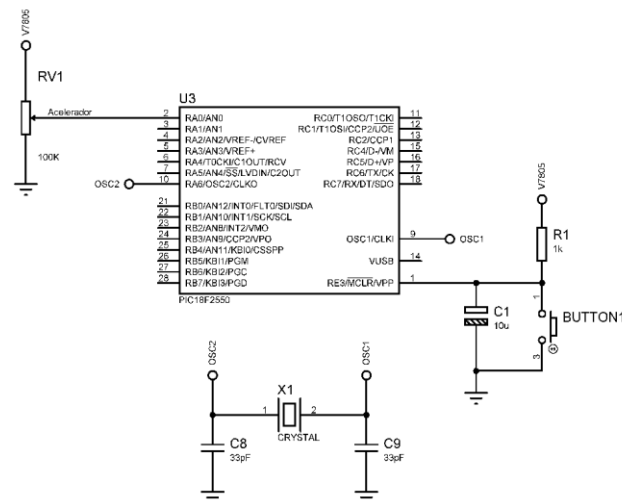 V7805
RV1
Acelerador
100K
U3
2 RA0/AN0
3 RA1/AN1
4 RA2/AN2/VREF-/CVREF
5 RA3/AN3/VREF+
6 RA4/T0CKI/C1OUT/RCV
7 RA5/AN4/SS/LVDIN/C2OUT
OSC2 10 RA6/OSC2/CLKO
21 RB0/AN12/INT0/FLT0/SDI/SDA
22 RB1/AN10/INT1/SCK/SCL
23 RB2/AN8/INT2/VMO
24 RB3/AN9/CCP2/VPO
25 RB4/AN11/KBI0/CSSPP
26 RB5/KBI1/PGM
27 RB6/KBI2/PGC
28 RB7/KBI3/PGD
RC0/T1OSO/T1CKI 11
RC1/T1OSI/CCP2/UOE 12
RC2/CCP1 13
RC4/D-/VM 15
RC5/D+/VP 16
RC6/TX/CK 17
RC7/RX/DT/SDO 18
OSC1/CLKI 9 OSC1
VUSB 14
RE3/MCLR/VPP 1
PIC18F2550
V7805
R1
1k
C1
10u
1
BUTTON1
3
OSC2
OSC1
X1
1 2
CRYSTAL
C8
33pF
C9
33pF